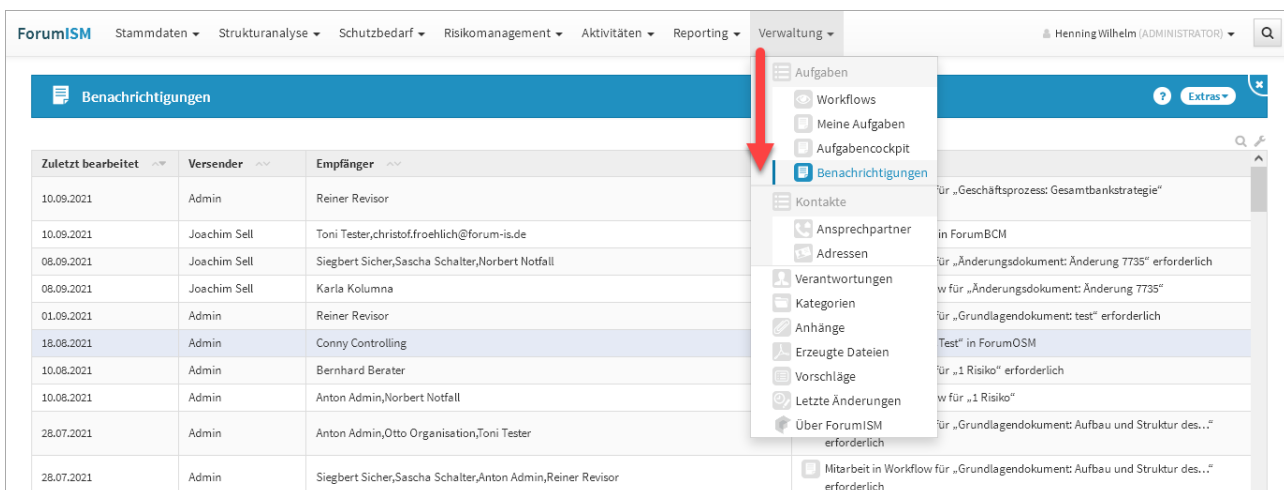 ForumISM Stammdaten Strukturanalyse Schutzbedarf Risikomanagement Aktivitäten Reporting Verwaltung Henning Wilhelm (ADMINISTRATOR)
Benachrichtigungen ? Extras
Aufgaben
Workflows
Meine Aufgaben
Aufgabencockpit
Benachrichtigungen
Kontakte
Ansprechpartner
Adressen
Verantwortungen
Kategorien
Anhänge
Erzeugte Dateien
Vorschläge
Letzte Änderungen
Über ForumISM
Zuletzt bearbeitet Versender Empfänger
10.09.2021 Admin Reiner Revisor für „Geschäftsprozess: Gesamtbankstrategie“
10.09.2021 Joachim Sell Toni Tester,christof.froehlich@forum-is.de in ForumBCM
08.09.2021 Joachim Sell Siegbert Sicher,Sascha Schalter,Norbert Notfall für „Änderungsdokument: Änderung 7735“ erforderlich
08.09.2021 Joachim Sell Karla Kolumna w für „Änderungsdokument: Änderung 7735“
01.09.2021 Admin Reiner Revisor für „Grundlagendokument: test“ erforderlich
18.08.2021 Admin Conny Controlling Test“ in ForumOSM
10.08.2021 Admin Bernhard Berater für „1 Risiko“ erforderlich
10.08.2021 Admin Anton Admin,Norbert Notfall w für „1 Risiko“
28.07.2021 Admin Anton Admin,Otto Organisation,Toni Tester für „Grundlagendokument: Aufbau und Struktur des...“
erforderlich
28.07.2021 Admin Siegbert Sicher,Sascha Schalter,Anton Admin,Reiner Revisor Mitarbeit in Workflow für „Grundlagendokument: Aufbau und Struktur des...“
erforderlich